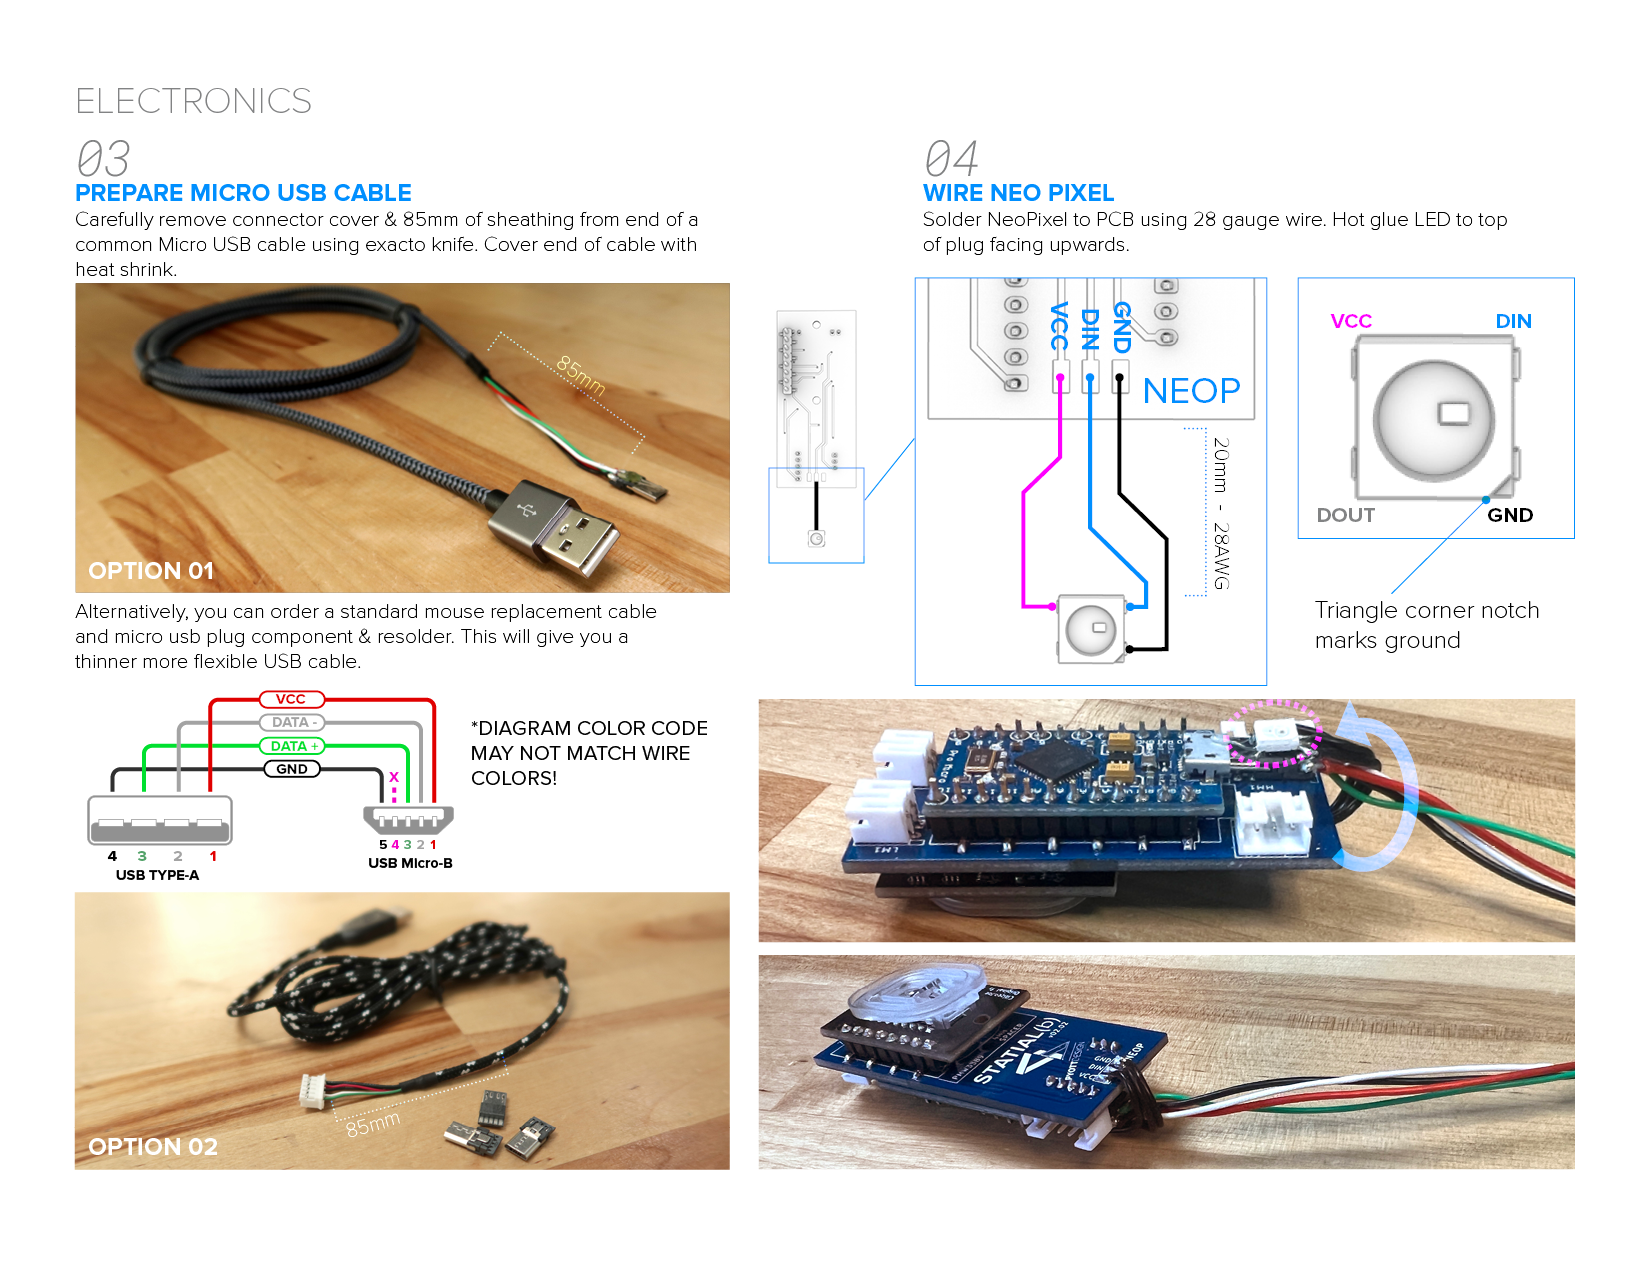 ELECTRONICS
03
PREPARE MICRO USB CABLE
Carefully remove connector cover & 85mm of sheathing from end of a
common Micro USB cable using exacto knife. Cover end of cable with
heat shrink.
85mm
OPTION 01
Alternatively, you can order a standard mouse replacement cable
and micro usb plug component & resolder. This will give you a
thinner more flexible USB cable.
VCC
DATA -
DATA +
GND
X
4 3 2 1
USB TYPE-A
5 4 3 2 1
USB Micro-B
*DIAGRAM COLOR CODE
MAY NOT MATCH WIRE
COLORS!
85mm
OPTION 02
04
WIRE NEO PIXEL
Solder NeoPixel to PCB using 28 gauge wire. Hot glue LED to top
of plug facing upwards.
VCC
DIN
GND
NEOP
20mm - 28AWG
VCC
DIN
DOUT
GND
Triangle corner notch
marks ground
LM1
MM1
STATIAL(b)
GND
DIN
VCC
NEOP